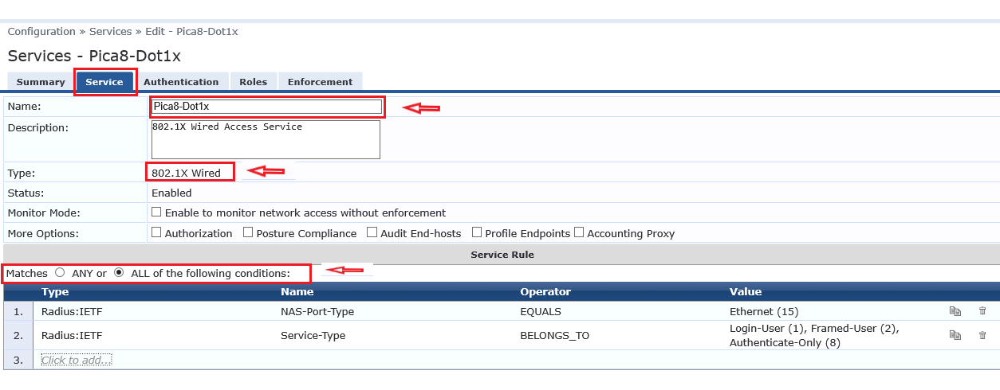 Configuration » Services » Edit - Pica8-Dot1x
Services - Pica8-Dot1x
Summary Service Authentication Roles Enforcement
Name: Pica8-Dot1x
Description: 802.1X Wired Access Service
Type: 802.1X Wired
Status: Enabled
Monitor Mode: Enable to monitor network access without enforcement
More Options: Authorization Posture Compliance Audit End-hosts Profile Endpoints Accounting Proxy
Service Rule
Matches ANY or ALL of the following conditions:
Type Name Operator Value
1. Radius:IETF NAS-Port-Type EQUALS Ethernet (15)
2. Radius:IETF Service-Type BELONGS_TO Login-User (1), Framed-User (2),
Authenticate-Only (8)
3. Click to add...